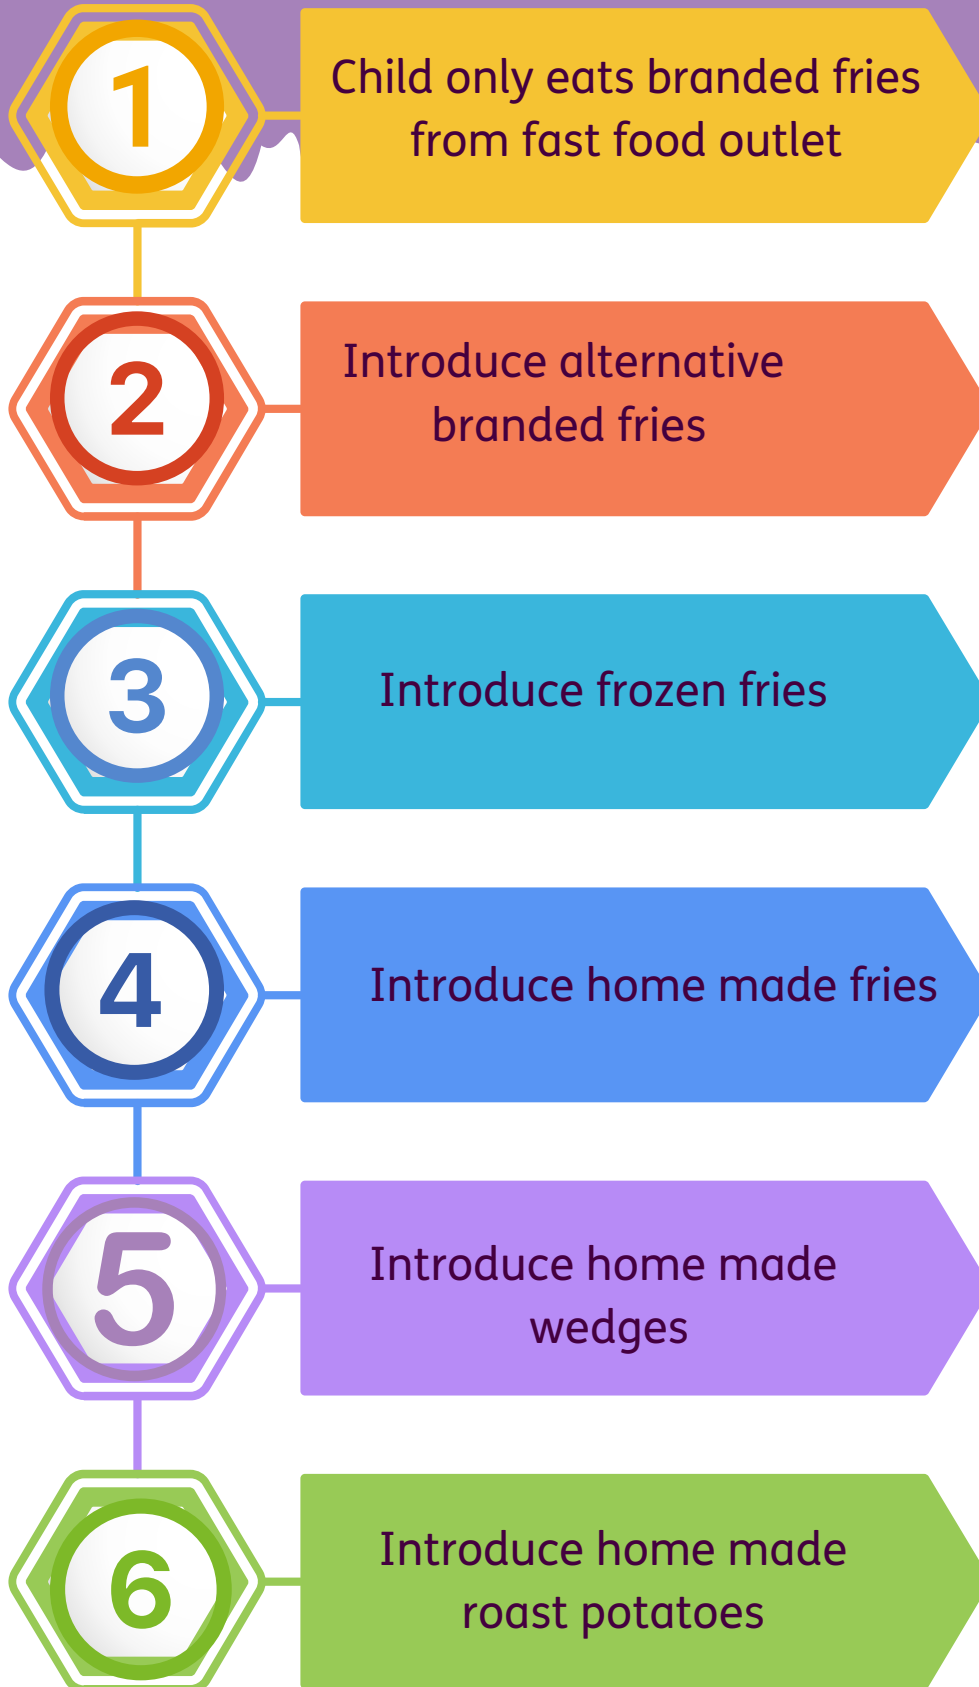 1
Child only eats branded fries
from fast food outlet
2
Introduce alternative
branded fries
3
Introduce frozen fries
4
Introduce home made fries
5
Introduce home made
wedges
6
Introduce home made
roast potatoes